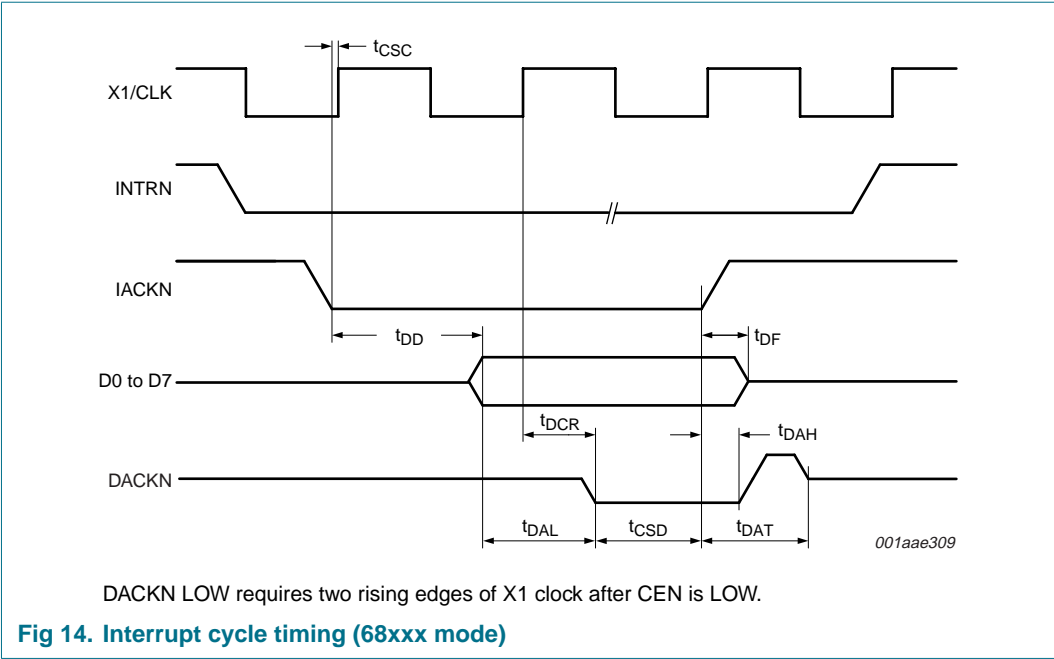 tCSC
X1/CLK
INTRN
IACKN
tDD
tDF
D0 to D7
tDCR
tDAH
DACKN
tDAL
tCSD
tDAT
001aae309
DACKN LOW requires two rising edges of X1 clock after CEN is LOW.
Fig 14. Interrupt cycle timing (68xxx mode)